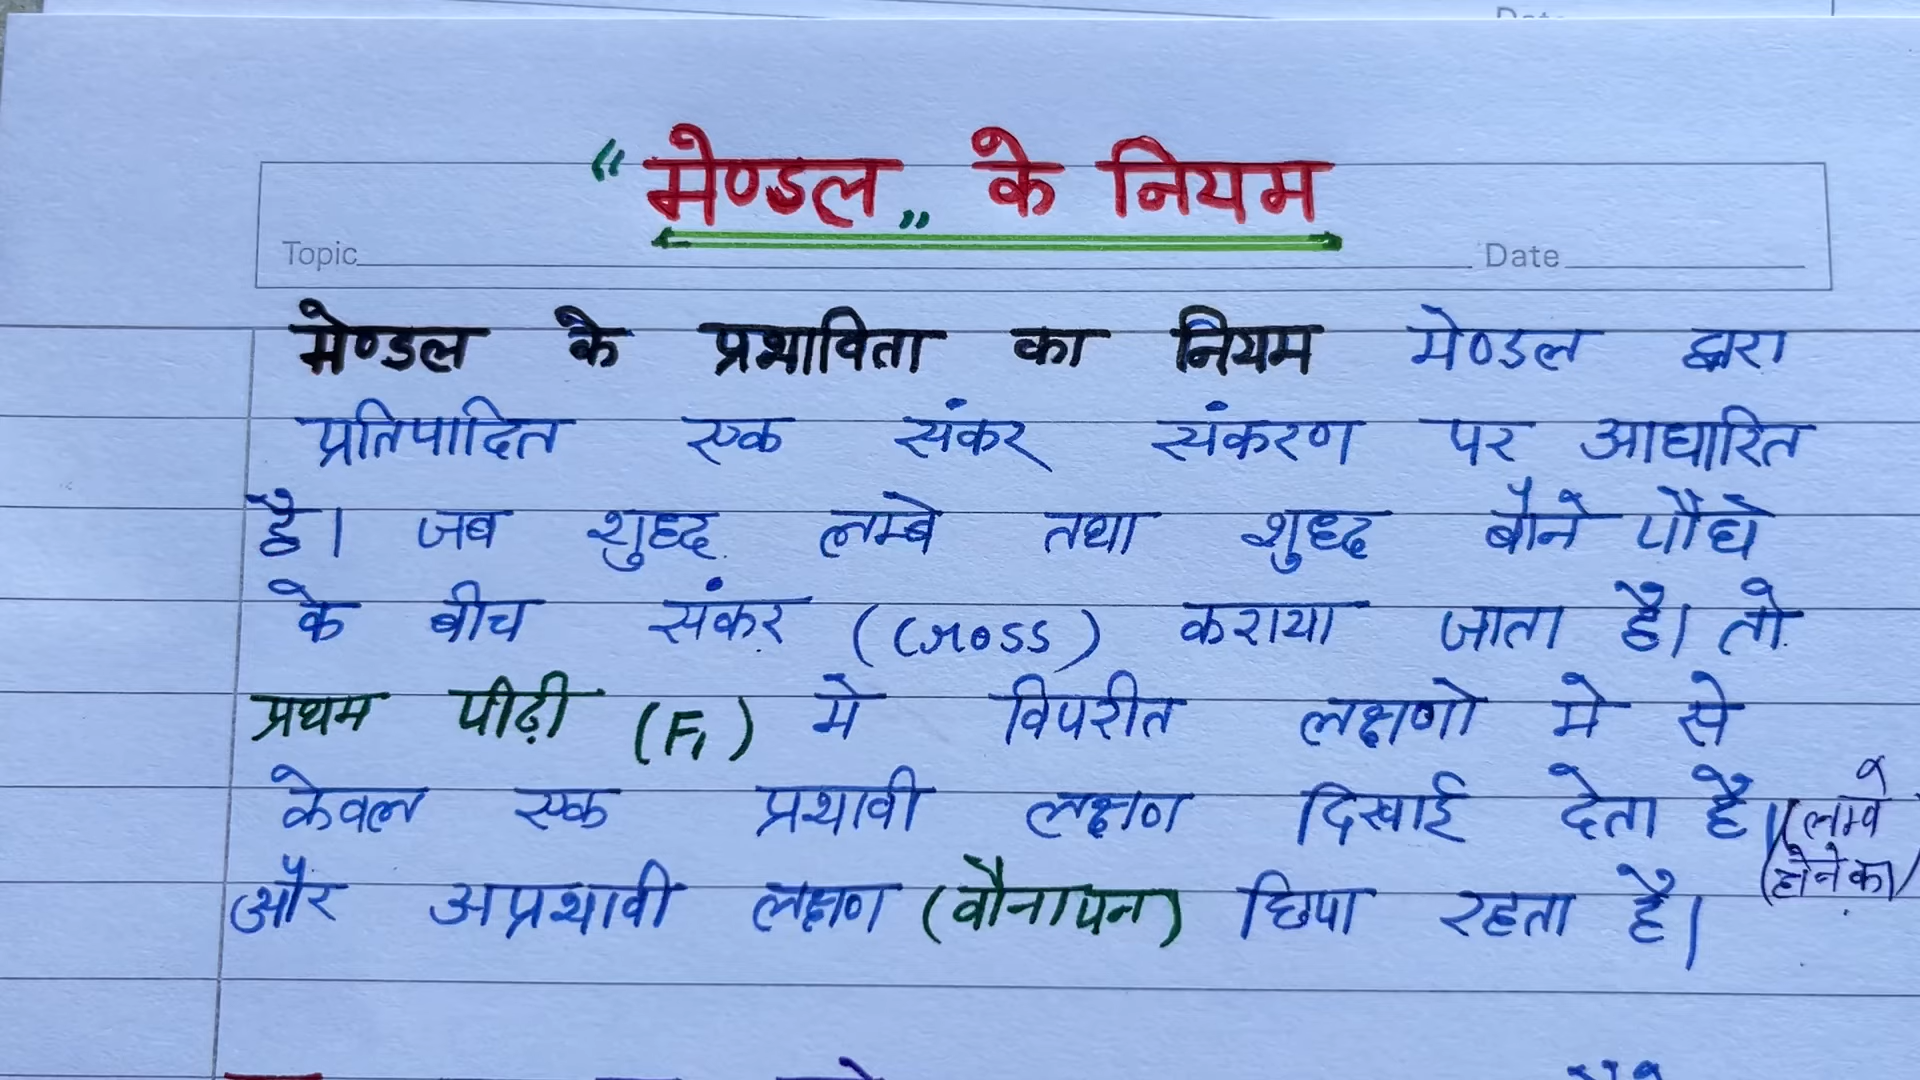 “मेण्डल„ के नियम
Topic Date
मेण्डल के प्रभाविता का नियम मेण्डल द्वारा
प्रतिपादित एक संकर संकरण पर आधारित
है। जब शुद्ध लम्बे तथा शुद्ध बौने पौधे
के बीच संकर (Cross) कराया जाता है। तो
प्रथम पीढ़ी (F₁) मे विपरीत लक्षणो मे से
केवल एक प्रभावी लक्षण दिखाई देता है। (लम्बे
होने का)
और अप्रभावी लक्षण (बौनापन) छिपा रहता है।